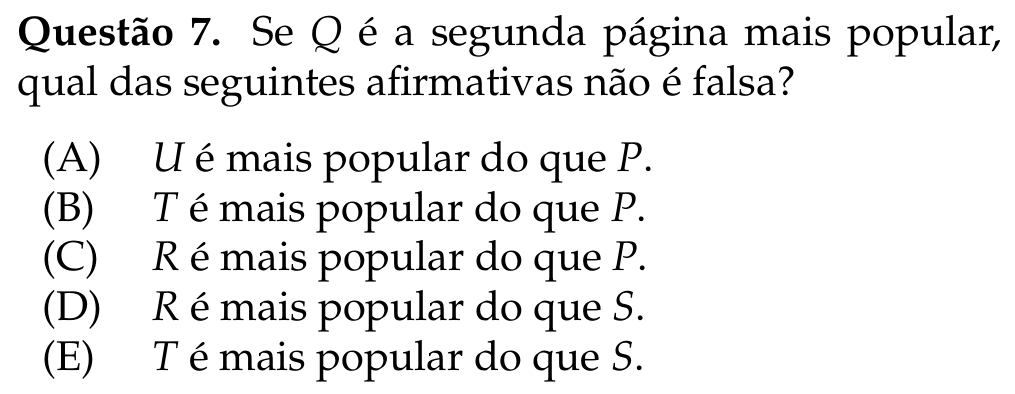 Questão 7. Se Q é a segunda página mais popular,
qual das seguintes afirmativas não é falsa?
(A) U é mais popular do que P.
(B) T é mais popular do que P.
(C) R é mais popular do que P.
(D) R é mais popular do que S.
(E) T é mais popular do que S.